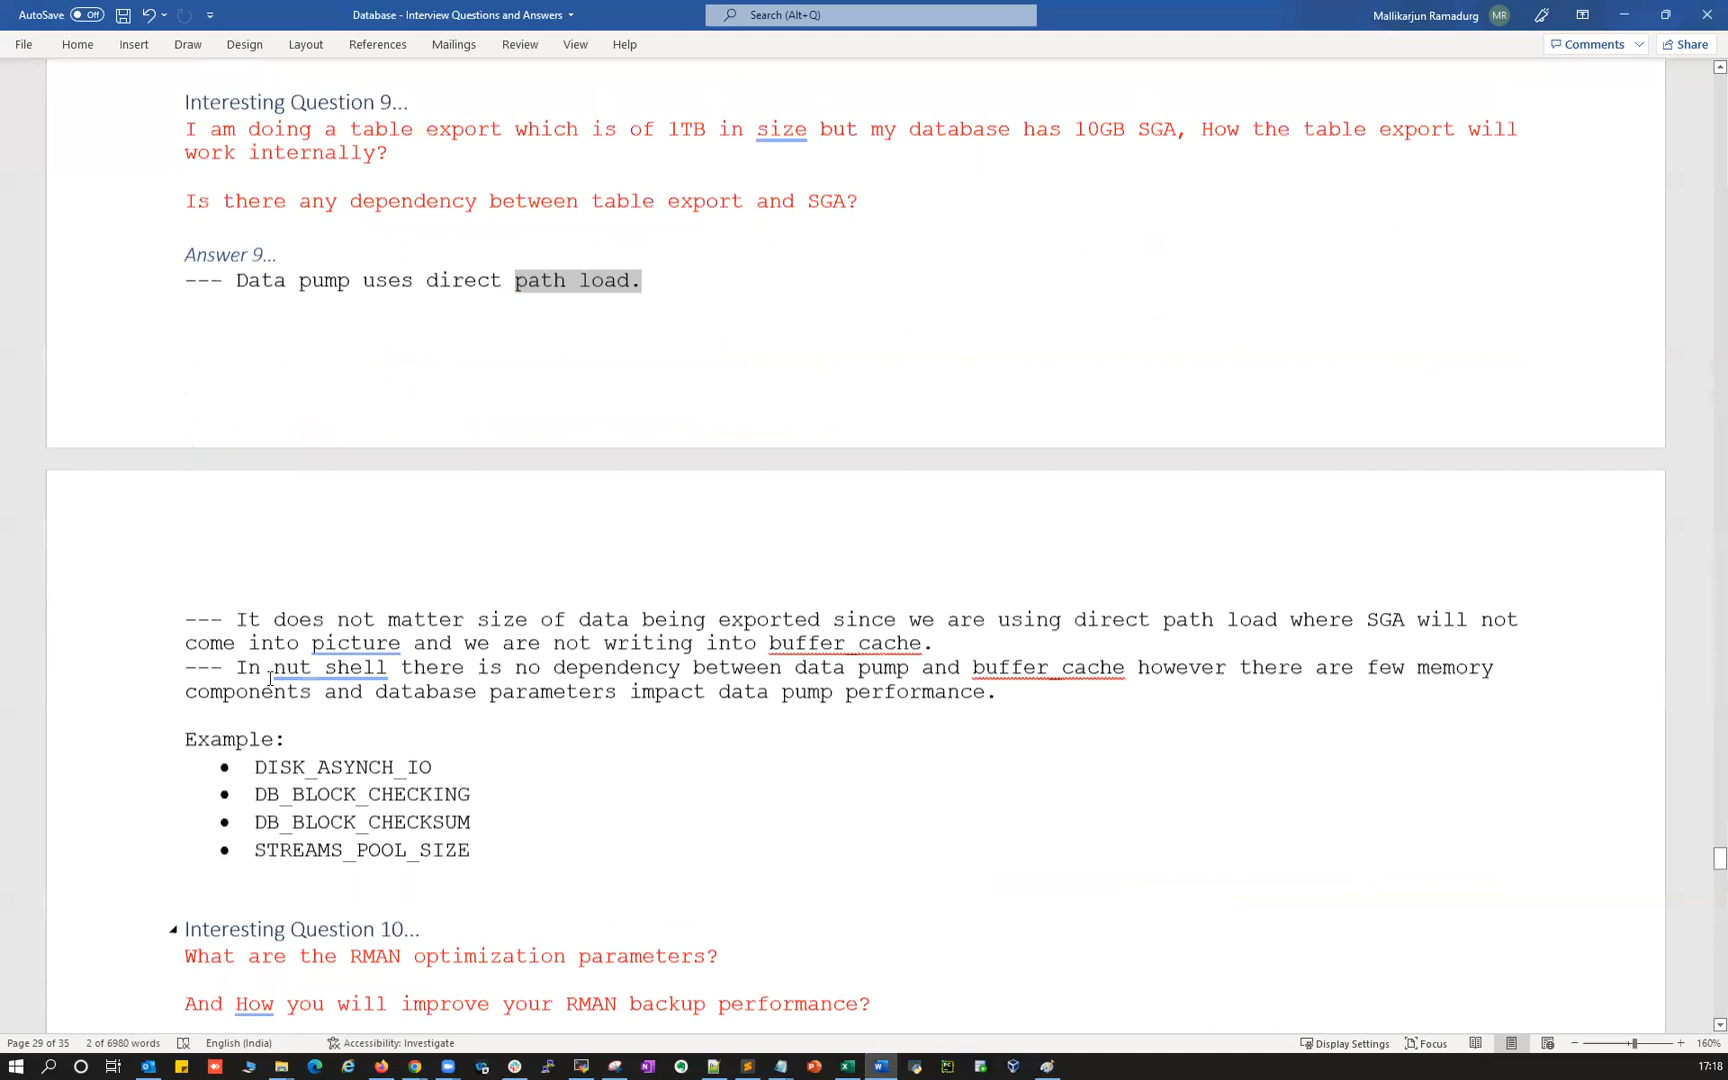 AutoSave Off Database - Interview Questions and Answers Search (Alt+Q) Mallikarjun Ramadurg MR
File Home Insert Draw Design Layout References Mailings Review View Help Comments Share
Interesting Question 9...
I am doing a table export which is of 1TB in size but my database has 10GB SGA, How the table export will
work internally?
Is there any dependency between table export and SGA?
Answer 9...
--- Data pump uses direct path load.
--- It does not matter size of data being exported since we are using direct path load where SGA will not
come into picture and we are not writing into buffer_cache.
--- In nut shell there is no dependency between data pump and buffer_cache however there are few memory
components and database parameters impact data pump performance.
Example:
• DISK_ASYNCH_IO
• DB_BLOCK_CHECKING
• DB_BLOCK_CHECKSUM
• STREAMS_POOL_SIZE
Interesting Question 10...
What are the RMAN optimization parameters?
And How you will improve your RMAN backup performance?
Page 29 of 35 2 of 6980 words English (India) Accessibility: Investigate Display Settings Focus 160%
17:18